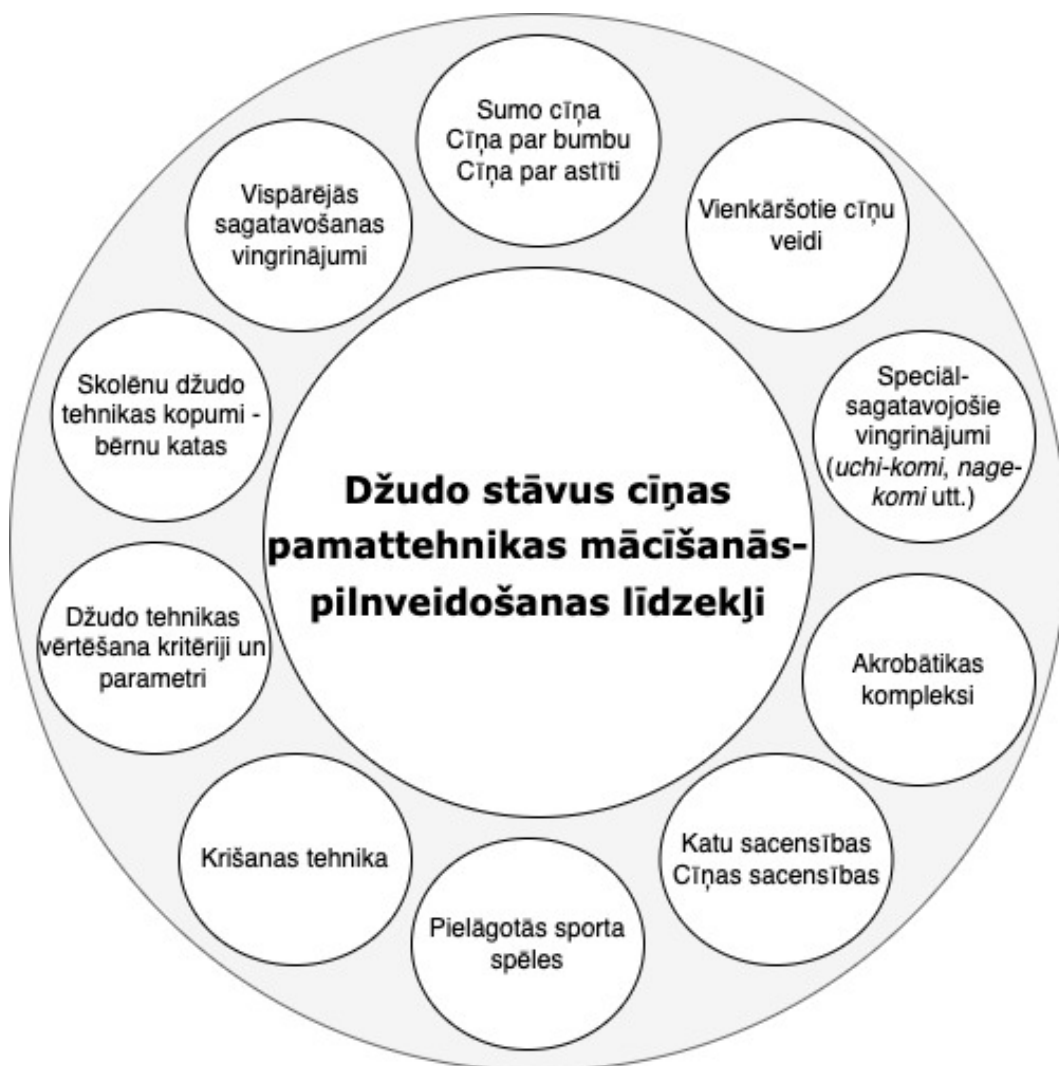 Sumo cīņa
Cīņa par bumbu
Cīņa par astīti
Vienkāršotie cīņu
veidi
Speciāl-
sagatavojošie
vingrinājumi
(uchi-komi, nage-
komi utt.)
Akrobātikas
kompleksi
Katu sacensības
Cīņas sacensības
Pielāgotās sporta
spēles
Krišanas tehnika
Džudo tehnikas
vērtēšana kritēriji un
parametri
Skolēnu džudo
tehnikas kopumi -
bērnu katas
Vispārējās
sagatavošanas
vingrinājumi
Džudo stāvus cīņas
pamattehnikas mācīšanās-
pilnveidošanas līdzekļi